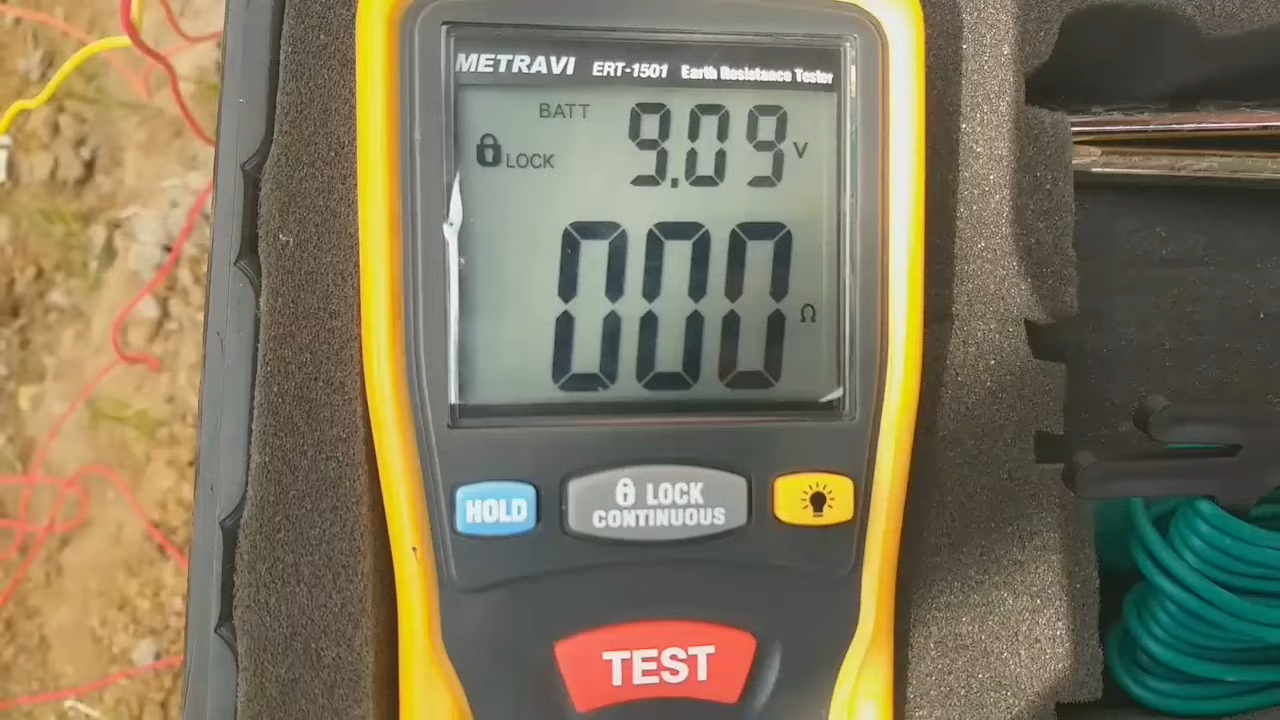 METRAVI ERT-1501 Earth Resistance Tester
BATT 9.09 V
LOCK
000 Ω
HOLD
LOCK
CONTINUOUS
TEST